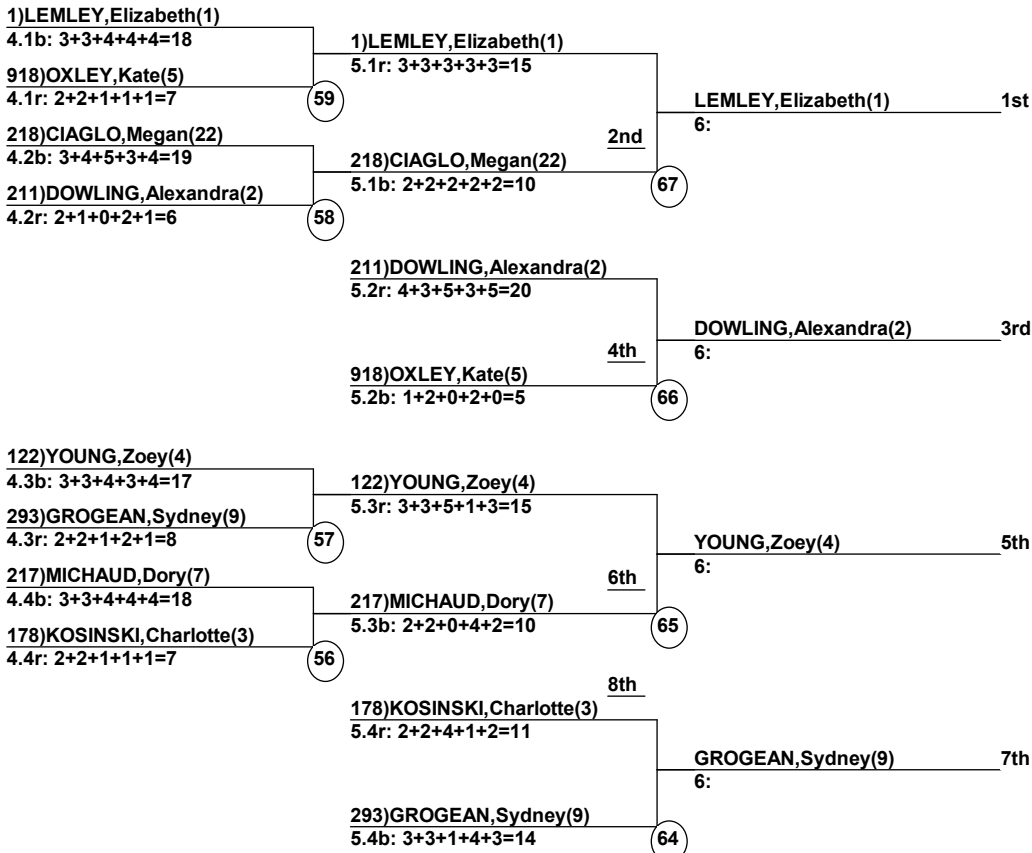 1)LEMLEY,Elizabeth(1)
4.1b: 3+3+4+4+4=18
918)OXLEY,Kate(5)
4.1r: 2+2+1+1+1=7
59
218)CIAGLO,Megan(22)
4.2b: 3+4+5+3+4=19
211)DOWLING,Alexandra(2)
4.2r: 2+1+0+2+1=6
58
1)LEMLEY,Elizabeth(1)
5.1r: 3+3+3+3+3=15
2nd
218)CIAGLO,Megan(22)
5.1b: 2+2+2+2+2=10
67
LEMLEY,Elizabeth(1)
1st
6:
211)DOWLING,Alexandra(2)
5.2r: 4+3+5+3+5=20
4th
918)OXLEY,Kate(5)
5.2b: 1+2+0+2+0=5
66
DOWLING,Alexandra(2)
3rd
6:
122)YOUNG,Zoey(4)
4.3b: 3+3+4+3+4=17
293)GROGEAN,Sydney(9)
4.3r: 2+2+1+2+1=8
57
217)MICHAUD,Dory(7)
4.4b: 3+3+4+4+4=18
178)KOSINSKI,Charlotte(3)
4.4r: 2+2+1+1+1=7
56
122)YOUNG,Zoey(4)
5.3r: 3+3+5+1+3=15
6th
217)MICHAUD,Dory(7)
5.3b: 2+2+0+4+2=10
65
YOUNG,Zoey(4)
5th
6:
8th
178)KOSINSKI,Charlotte(3)
5.4r: 2+2+4+1+2=11
293)GROGEAN,Sydney(9)
5.4b: 3+3+1+4+3=14
64
GROGEAN,Sydney(9)
7th
6: